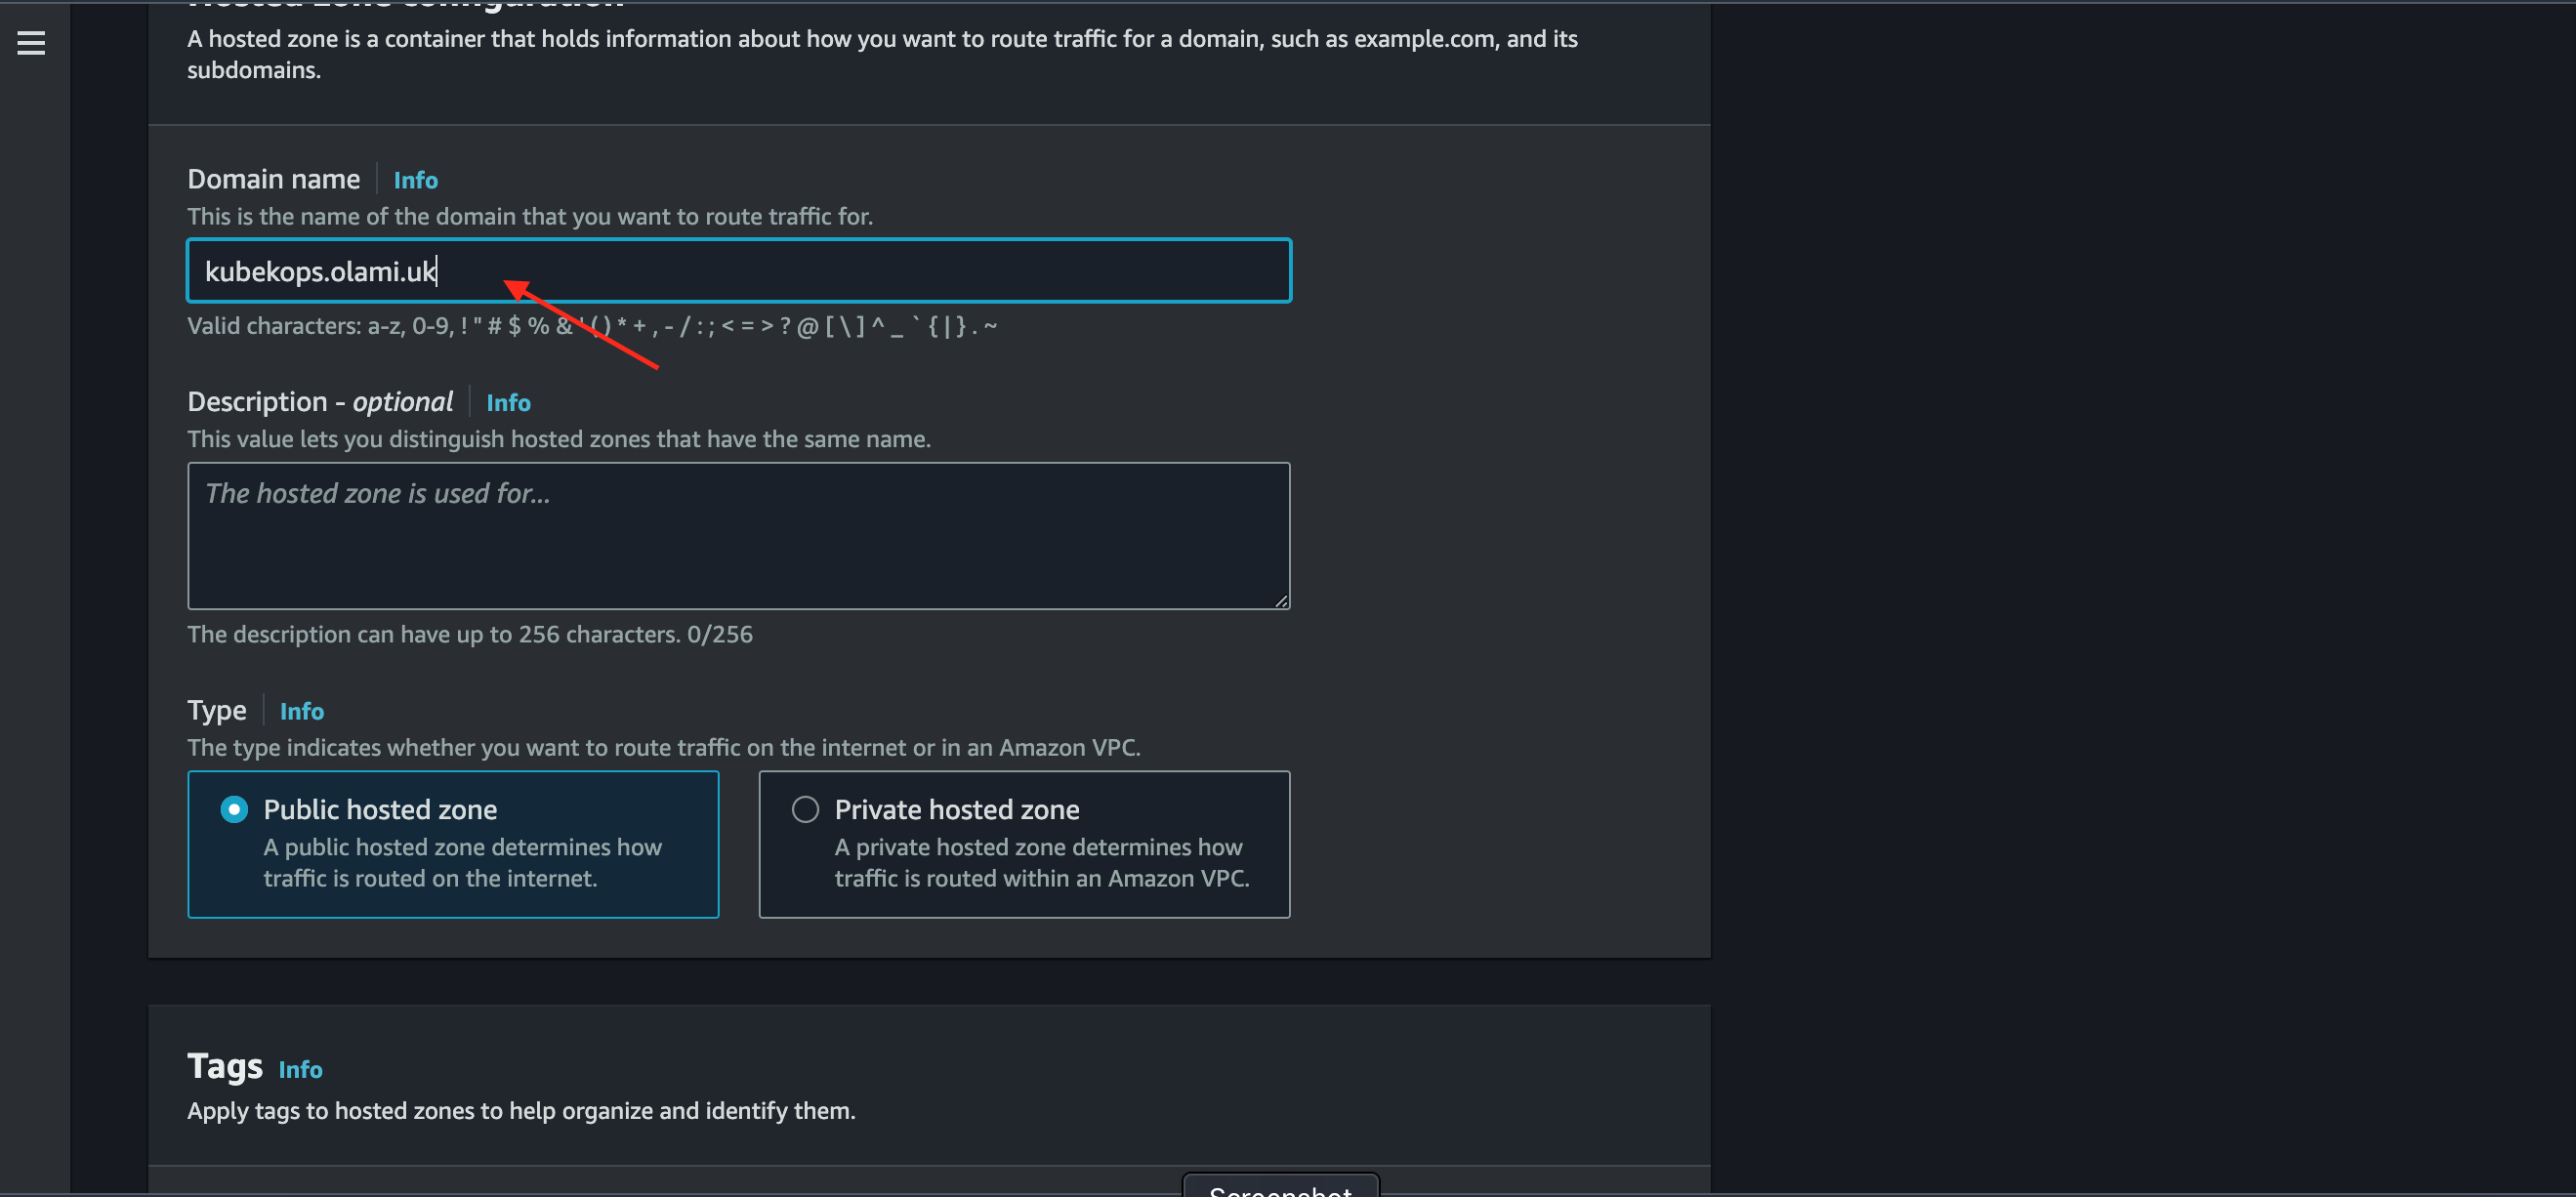 Hosted zone configuration
A hosted zone is a container that holds information about how you want to route traffic for a domain, such as example.com, and its
subdomains.
Domain name Info
This is the name of the domain that you want to route traffic for.
kubekops.olami.uk
Valid characters: a-z, 0-9, ! " # $ % & ' ( ) * + , - / : ; < = > ? @ [ \ ] ^ _ ` { | } . ~
Description - optional Info
This value lets you distinguish hosted zones that have the same name.
The hosted zone is used for...
The description can have up to 256 characters. 0/256
Type Info
The type indicates whether you want to route traffic on the internet or in an Amazon VPC.
Public hosted zone
A public hosted zone determines how
traffic is routed on the internet.
Private hosted zone
A private hosted zone determines how
traffic is routed within an Amazon VPC.
Tags Info
Apply tags to hosted zones to help organize and identify them.
Screenshot